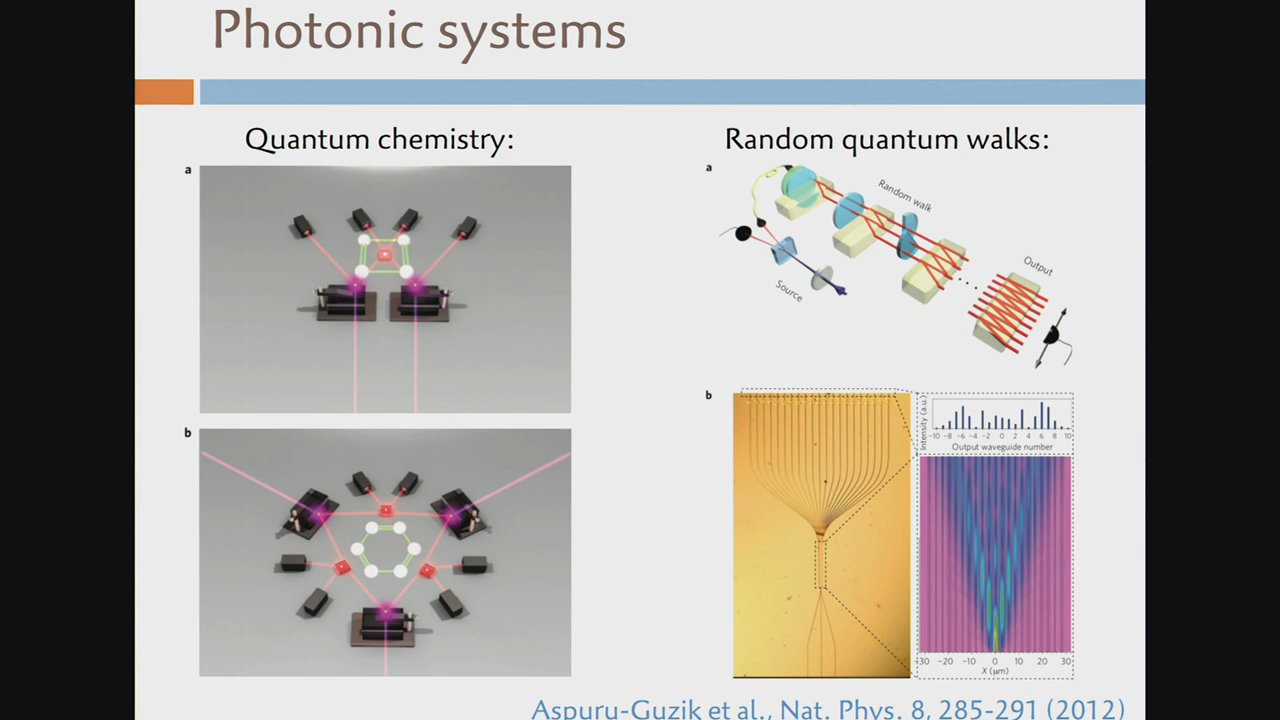 Photonic systems
Quantum chemistry:
a
b
Random quantum walks:
a
Random walk
Source
Output
b
Intensity (a.u.)
-10 -8 -6 -4 -2 0 2 4 6 8 10
Output waveguide number
-30 -20 -10 0 10 20 30
X (μm)
Aspuru-Guzik et al., Nat. Phys. 8, 285-291 (2012)